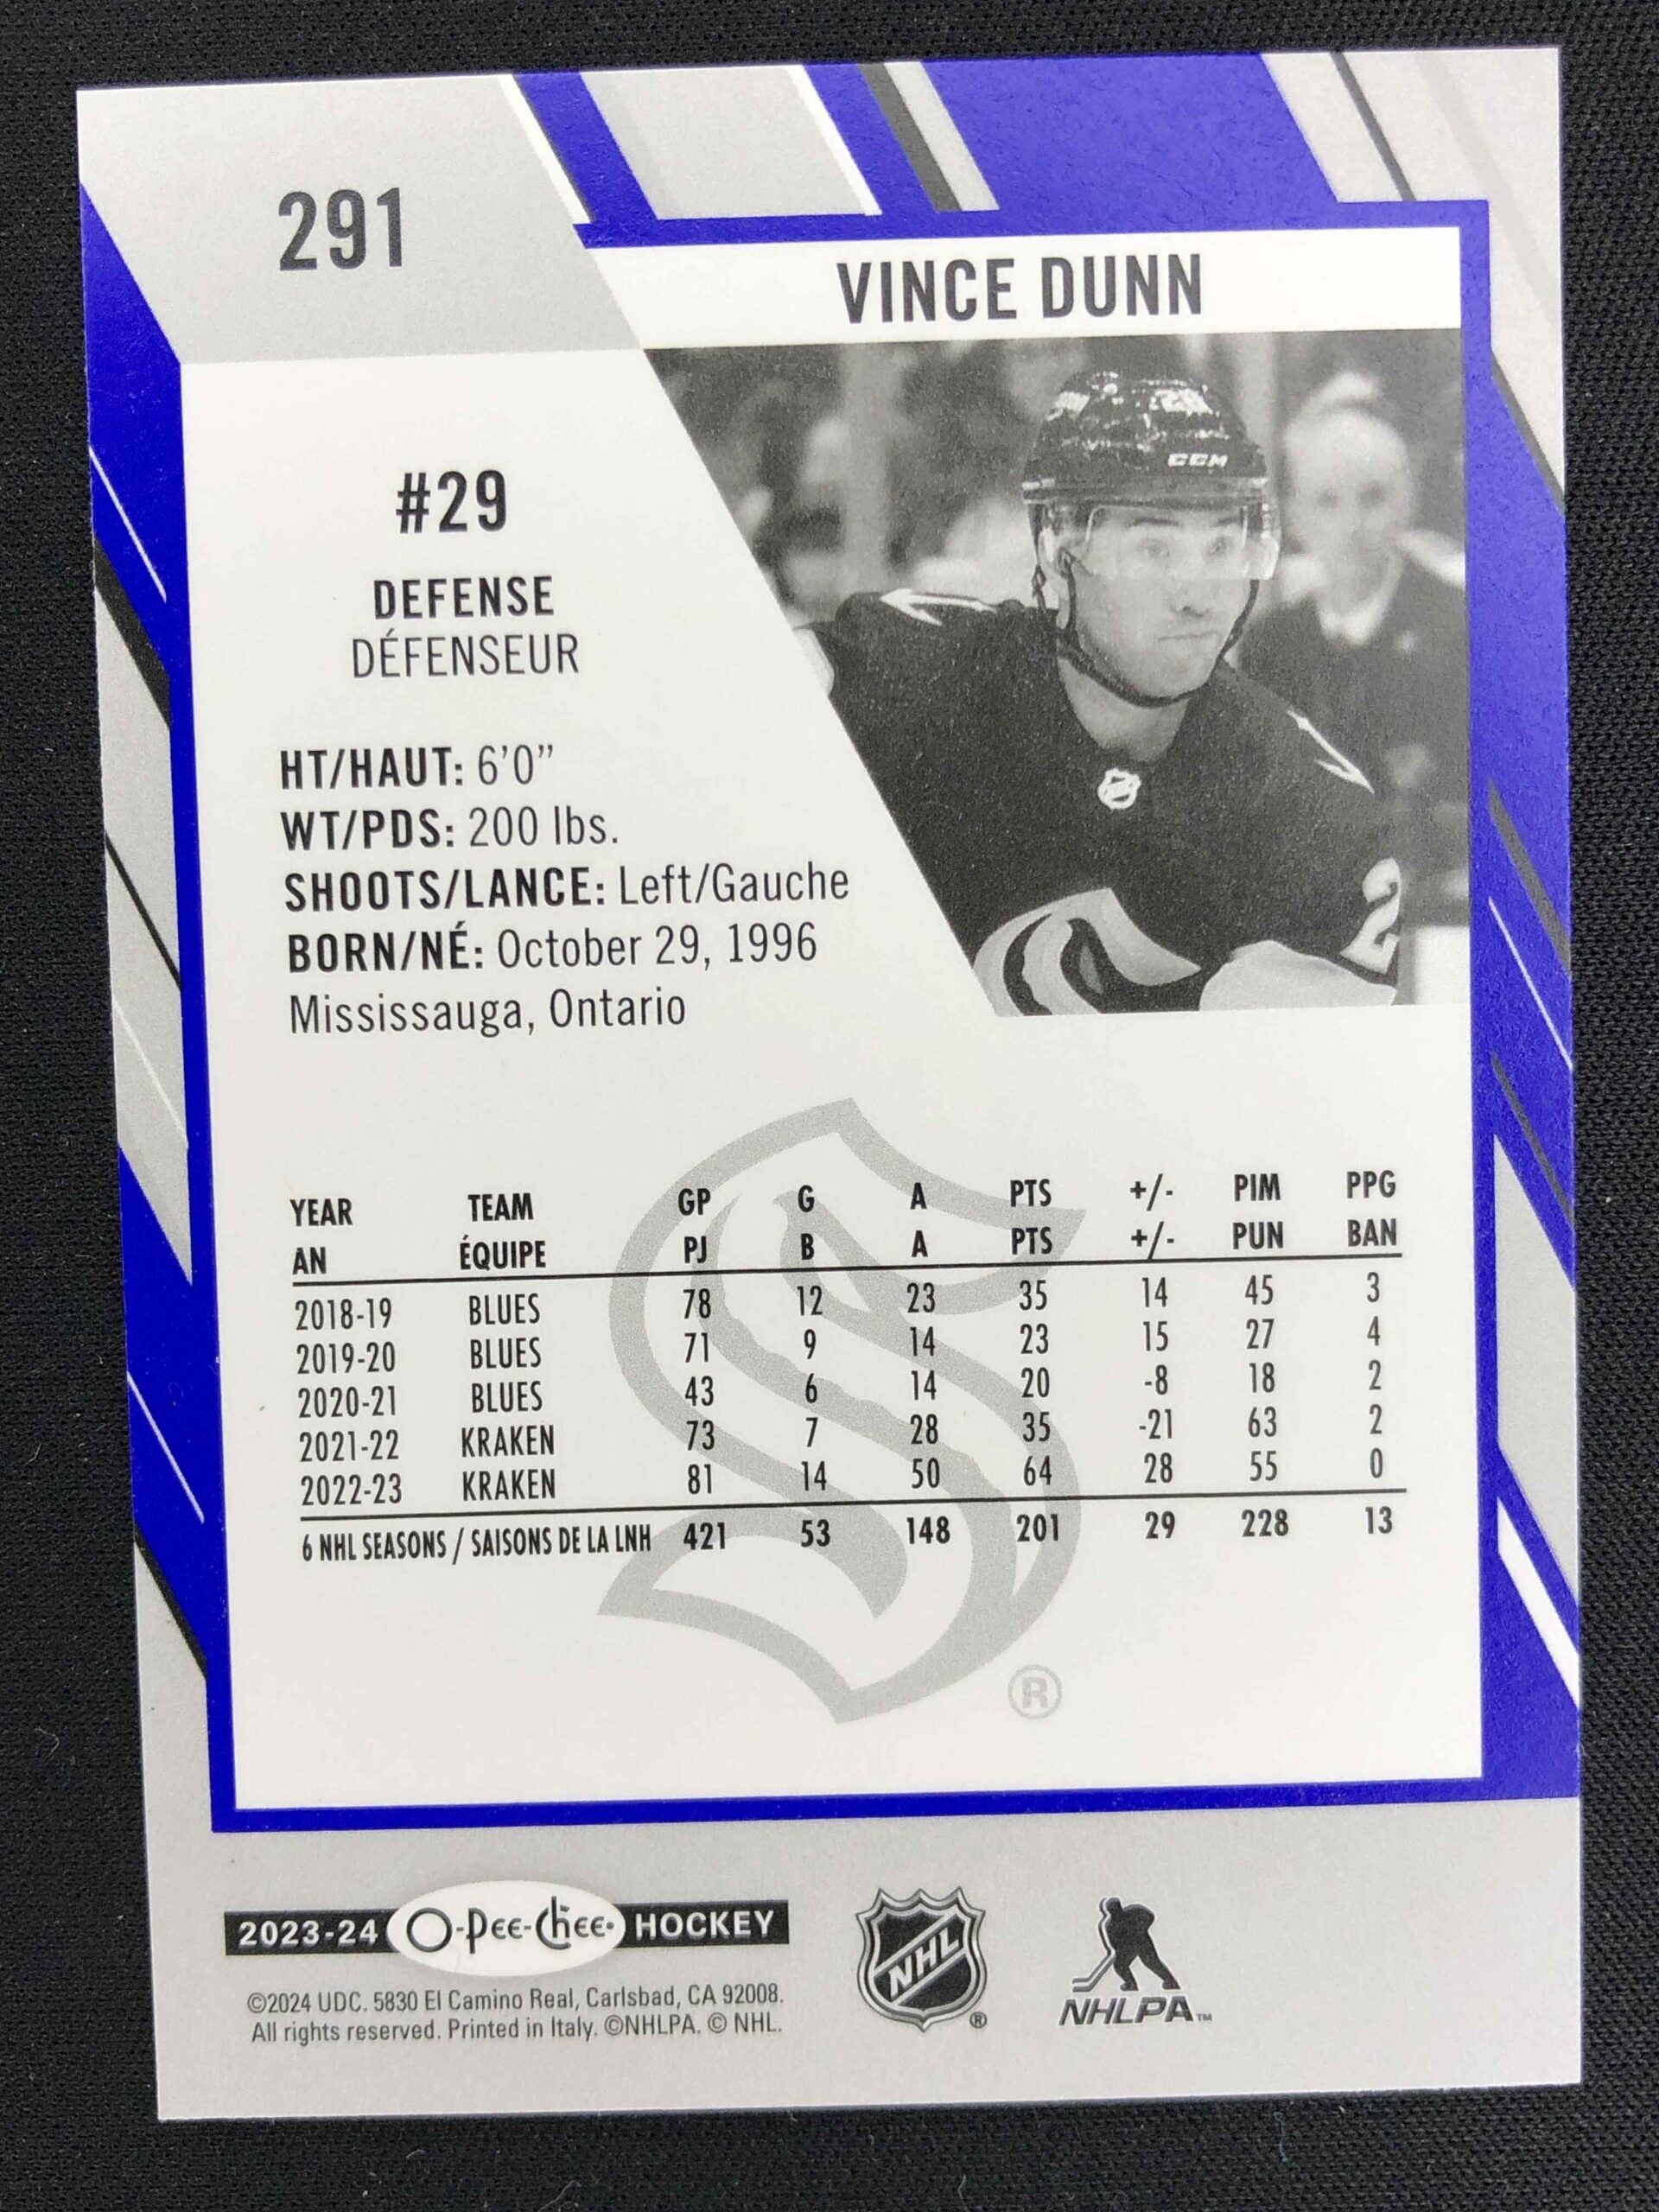 291
VINCE DUNN
CCM
#29
DEFENSE
DÉFENSEUR
HT/HAUT: 6'0"
WT/PDS: 200 lbs.
SHOOTS/LANCE: Left/Gauche
BORN/NÉ: October 29, 1996
Mississauga, Ontario
2
YEAR TEAM GP G A PTS +/- PIM PPG
AN ÉQUIPE PJ B A PTS +/- PUN BAN
2018-19 BLUES 78 12 23 35 14 45 3
2019-20 BLUES 71 9 14 23 15 27 4
2020-21 BLUES 43 6 14 20 -8 18 2
2021-22 KRAKEN 73 7 28 35 -21 63 2
2022-23 KRAKEN 81 14 50 64 28 55 0
6 NHL SEASONS / SAISONS DE LA LNH 421 53 148 201 29 228 13
®
2023-24 O-Pee-Chee HOCKEY
©2024 UDC. 5830 El Camino Real, Carlsbad, CA 92008.
All rights reserved. Printed in Italy. ©NHLPA. © NHL.
NHL ®
NHLPA™